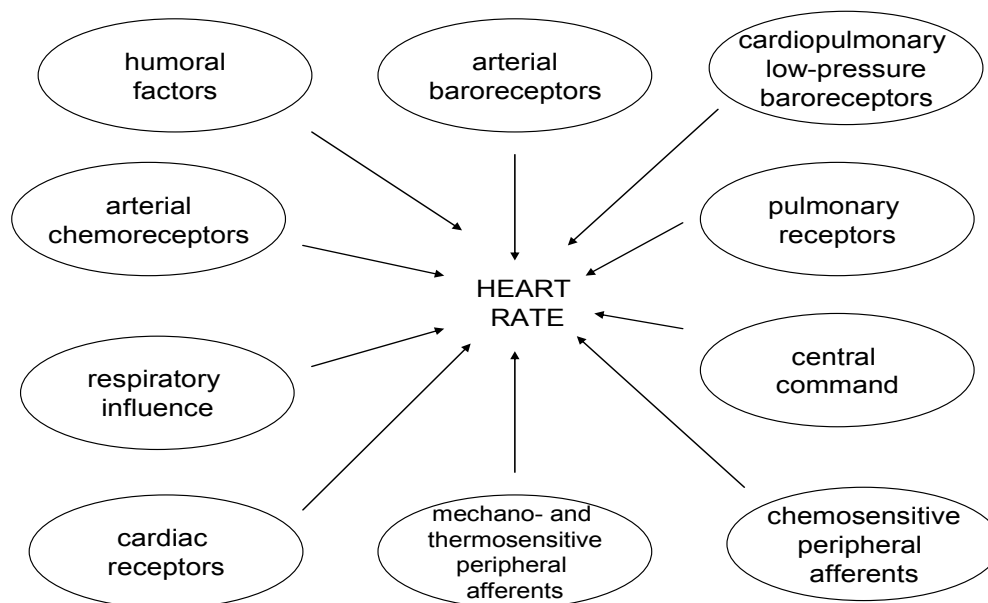 humoral
factors
arterial
baroreceptors
cardiopulmonary
low-pressure
baroreceptors
arterial
chemoreceptors
pulmonary
receptors
HEART
RATE
respiratory
influence
central
command
cardiac
receptors
mechano- and
thermosensitive
peripheral
afferents
chemosensitive
peripheral
afferents